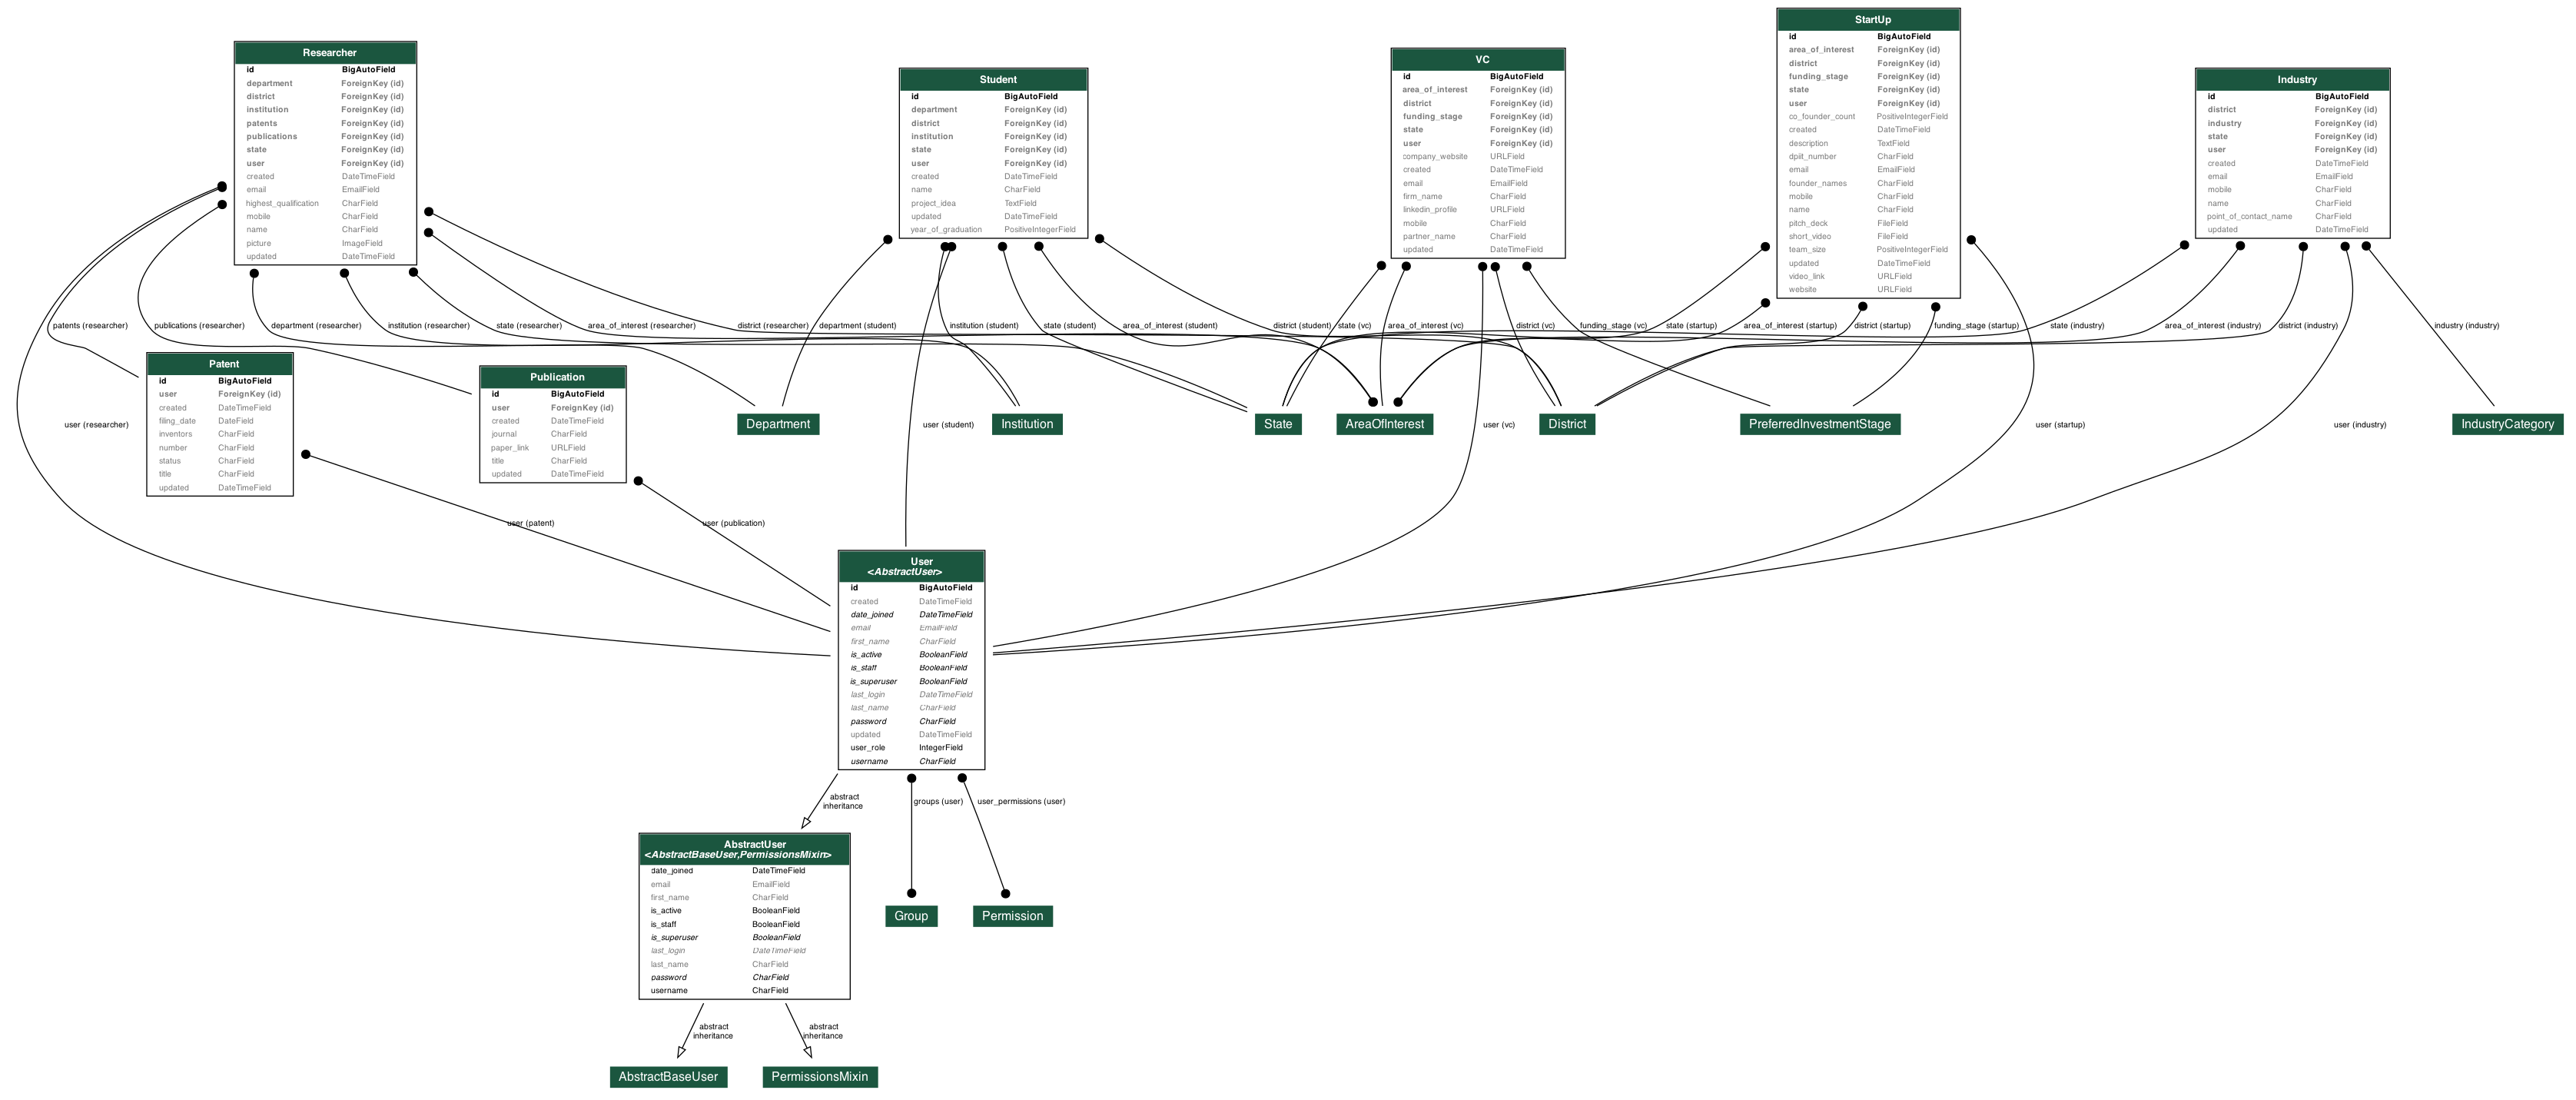 Researcher
id BigAutoField
department ForeignKey (id)
district ForeignKey (id)
institution ForeignKey (id)
patents ForeignKey (id)
publications ForeignKey (id)
state ForeignKey (id)
user ForeignKey (id)
created DateTimeField
email EmailField
highest_qualification CharField
mobile CharField
name CharField
picture ImageField
updated DateTimeField
Student
id BigAutoField
department ForeignKey (id)
district ForeignKey (id)
institution ForeignKey (id)
state ForeignKey (id)
user ForeignKey (id)
created DateTimeField
name CharField
project_idea TextField
updated DateTimeField
year_of_graduation PositiveIntegerField
VC
id BigAutoField
area_of_interest ForeignKey (id)
district ForeignKey (id)
funding_stage ForeignKey (id)
state ForeignKey (id)
user ForeignKey (id)
company_website URLField
created DateTimeField
email EmailField
firm_name CharField
linkedin_profile URLField
mobile CharField
partner_name CharField
updated DateTimeField
StartUp
id BigAutoField
area_of_interest ForeignKey (id)
district ForeignKey (id)
funding_stage ForeignKey (id)
state ForeignKey (id)
user ForeignKey (id)
co_founder_count PositiveIntegerField
created DateTimeField
description TextField
dpiit_number CharField
email EmailField
founder_names CharField
mobile CharField
name CharField
pitch_deck FileField
short_video FileField
team_size PositiveIntegerField
updated DateTimeField
video_link URLField
website URLField
Industry
id BigAutoField
district ForeignKey (id)
industry ForeignKey (id)
state ForeignKey (id)
user ForeignKey (id)
created DateTimeField
email EmailField
mobile CharField
name CharField
point_of_contact_name CharField
updated DateTimeField
patents (researcher)
publications (researcher)
department (researcher)
institution (researcher)
state (researcher)
area_of_interest (researcher)
district (researcher)
department (student)
institution (student)
state (student)
area_of_interest (student)
district (student)
state (vc)
area_of_interest (vc)
district (vc)
funding_stage (vc)
state (startup)
area_of_interest (startup)
district (startup)
funding_stage (startup)
state (industry)
area_of_interest (industry)
district (industry)
industry (industry)
Patent
id BigAutoField
user ForeignKey (id)
created DateTimeField
filing_date DateField
inventors CharField
number CharField
status CharField
title CharField
updated DateTimeField
Publication
id BigAutoField
user ForeignKey (id)
created DateTimeField
journal CharField
paper_link URLField
title CharField
updated DateTimeField
Department
Institution
State
AreaOfInterest
District
PreferredInvestmentStage
IndustryCategory
user (researcher)
user (student)
user (vc)
user (startup)
user (industry)
user (patent)
user (publication)
User
<AbstractUser>
id BigAutoField
created DateTimeField
date_joined DateTimeField
email EmailField
first_name CharField
is_active BooleanField
is_staff BooleanField
is_superuser BooleanField
last_login DateTimeField
last_name CharField
password CharField
updated DateTimeField
user_role IntegerField
username CharField
abstract
inheritance
groups (user)
user_permissions (user)
AbstractUser
<AbstractBaseUser,PermissionsMixin>
date_joined DateTimeField
email EmailField
first_name CharField
is_active BooleanField
is_staff BooleanField
is_superuser BooleanField
last_login DateTimeField
last_name CharField
password CharField
username CharField
Group
Permission
abstract
inheritance
abstract
inheritance
AbstractBaseUser
PermissionsMixin